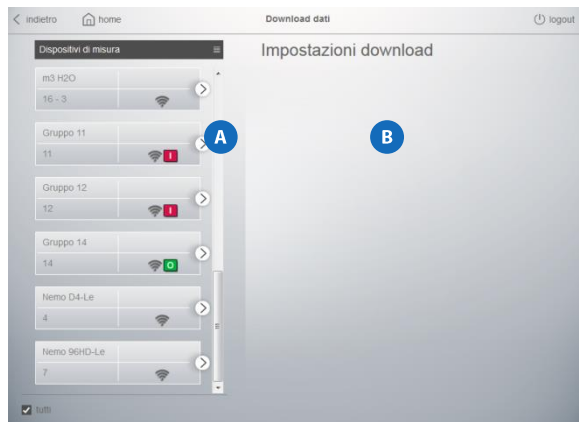 indietro home Download dati logout
Dispositivi di misura
Impostazioni download
m3 H2O
16 - 3
A
B
Gruppo 11
11 I
Gruppo 12
12 I
Gruppo 14
14 O
Nemo D4-Le
4
Nemo 96HD-Le
7
tutti